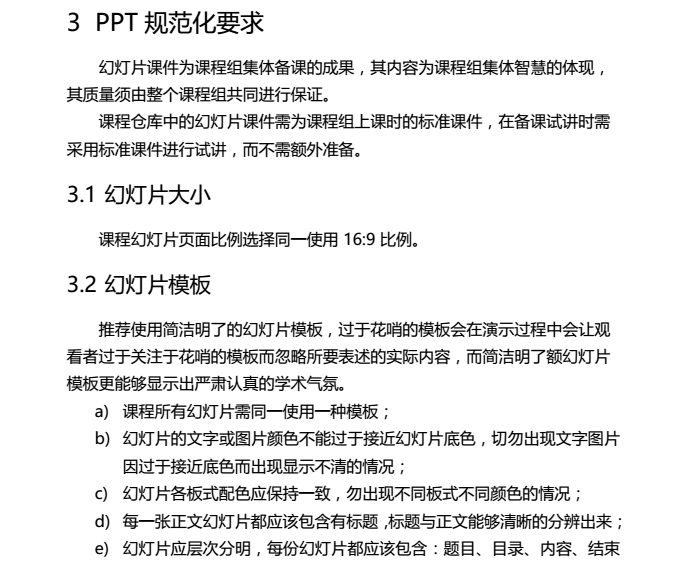 3 PPT 规范化要求
幻灯片课件为课程组集体备课的成果，其内容为课程组集体智慧的体现，
其质量须由整个课程组共同进行保证。
课程仓库中的幻灯片课件需为课程组上课时的标准课件，在备课试讲时需
采用标准课件进行试讲，而不需额外准备。
3.1 幻灯片大小
课程幻灯片页面比例选择同一使用 16:9 比例。
3.2 幻灯片模板
推荐使用简洁明了的幻灯片模板，过于花哨的模板会在演示过程中会让观
看者过于关注于花哨的模板而忽略所要表述的实际内容，而简洁明了额幻灯片
模板更能够显示出严肃认真的学术气氛。
a) 课程所有幻灯片需同一使用一种模板；
b) 幻灯片的文字或图片颜色不能过于接近幻灯片底色，切勿出现文字图片
因过于接近底色而出现显示不清的情况；
c) 幻灯片各板式配色应保持一致，勿出现不同板式不同颜色的情况；
d) 每一张正文幻灯片都应该包含有标题，标题与正文能够清晰的分辨出来；
e) 幻灯片应层次分明，每份幻灯片都应该包含：题目、目录、内容、结束